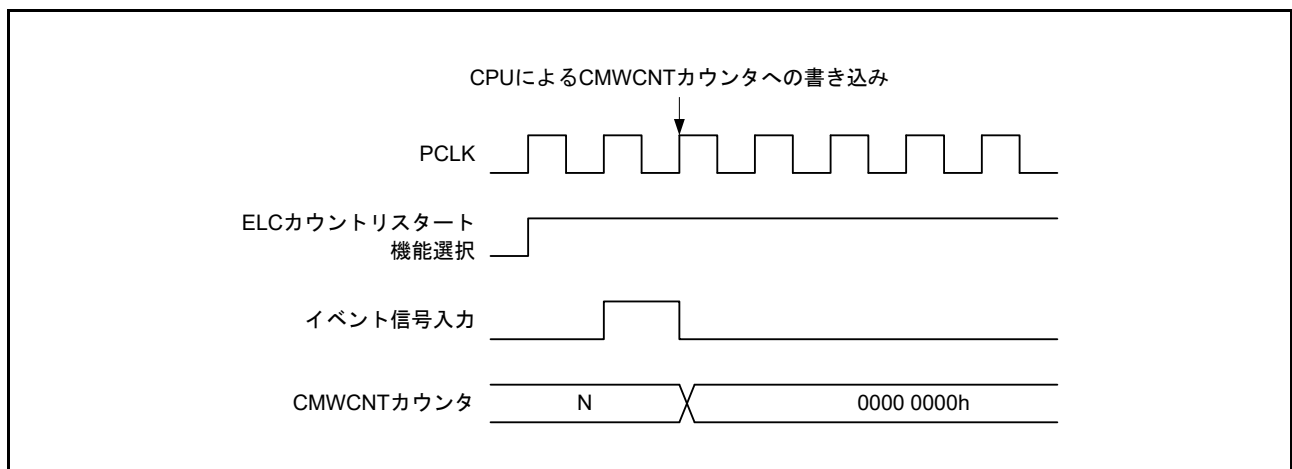 CPUによるCMWCNTカウンタへの書き込み
PCLK
ELCカウントリスタート
機能選択
イベント信号入力
CMWCNTカウンタ N 0000 0000h